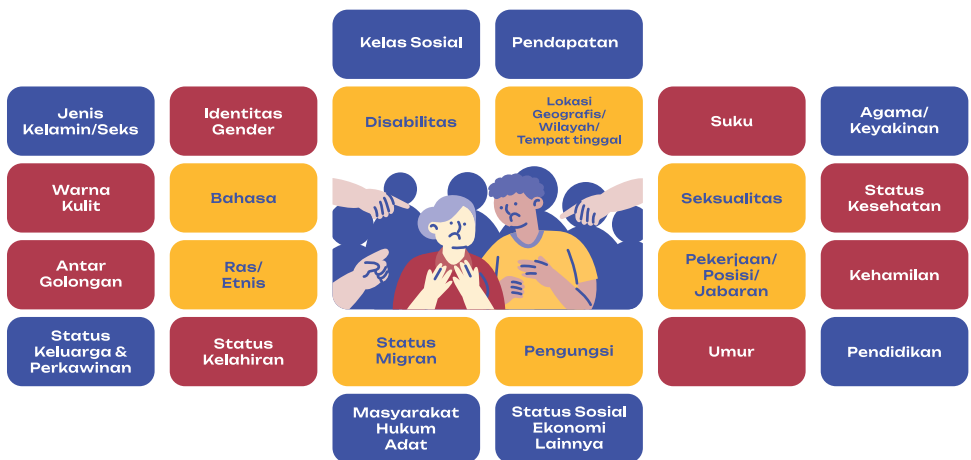 Kelas Sosial
Pendapatan
Jenis
Kelamin/Seks
Identitas
Gender
Disabilitas
Lokasi
Geografis/
Wilayah/
Tempat tinggal
Suku
Agama/
Keyakinan
Warna
Kulit
Bahasa
Seksualitas
Status
Kesehatan
Antar
Golongan
Ras/
Etnis
Pekerjaan/
Posisi/
Jabaran
Kehamilan
Status
Keluarga &
Perkawinan
Status
Kelahiran
Status
Migran
Pengungsi
Umur
Pendidikan
Masyarakat
Hukum
Adat
Status Sosial
Ekonomi
Lainnya